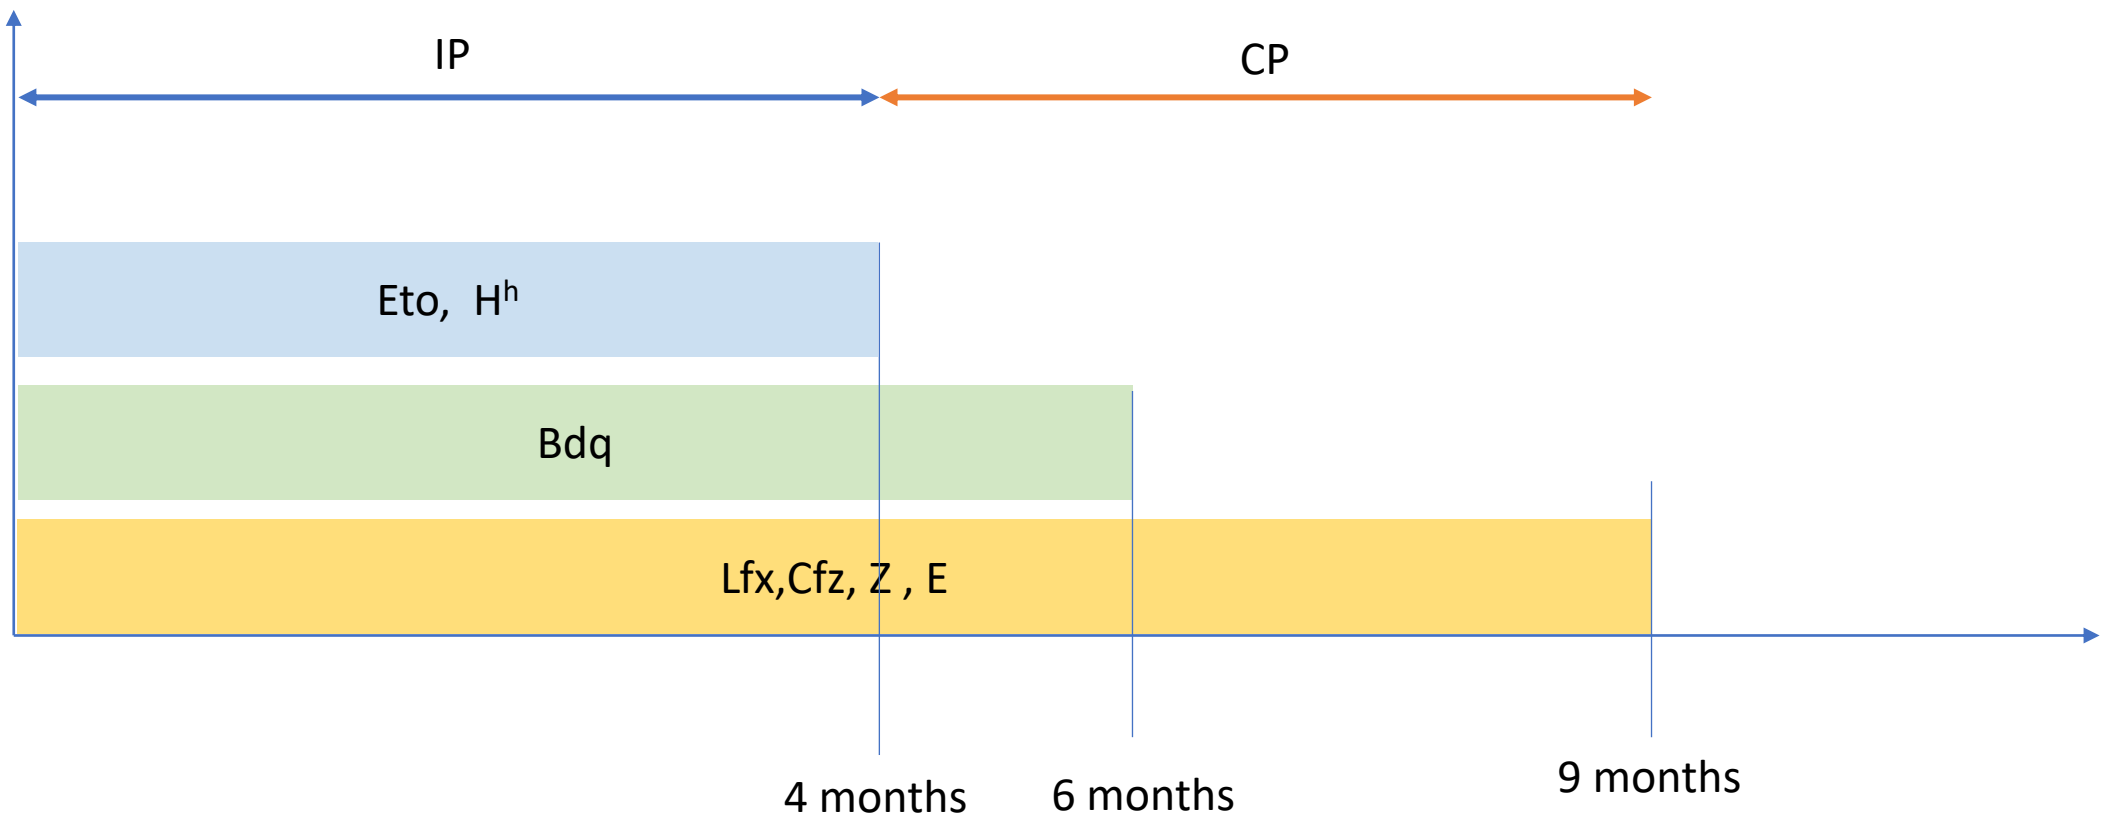 IP
CP
Eto, Hʰ
Bdq
Lfx,Cfz, Z , E
4 months
6 months
9 months